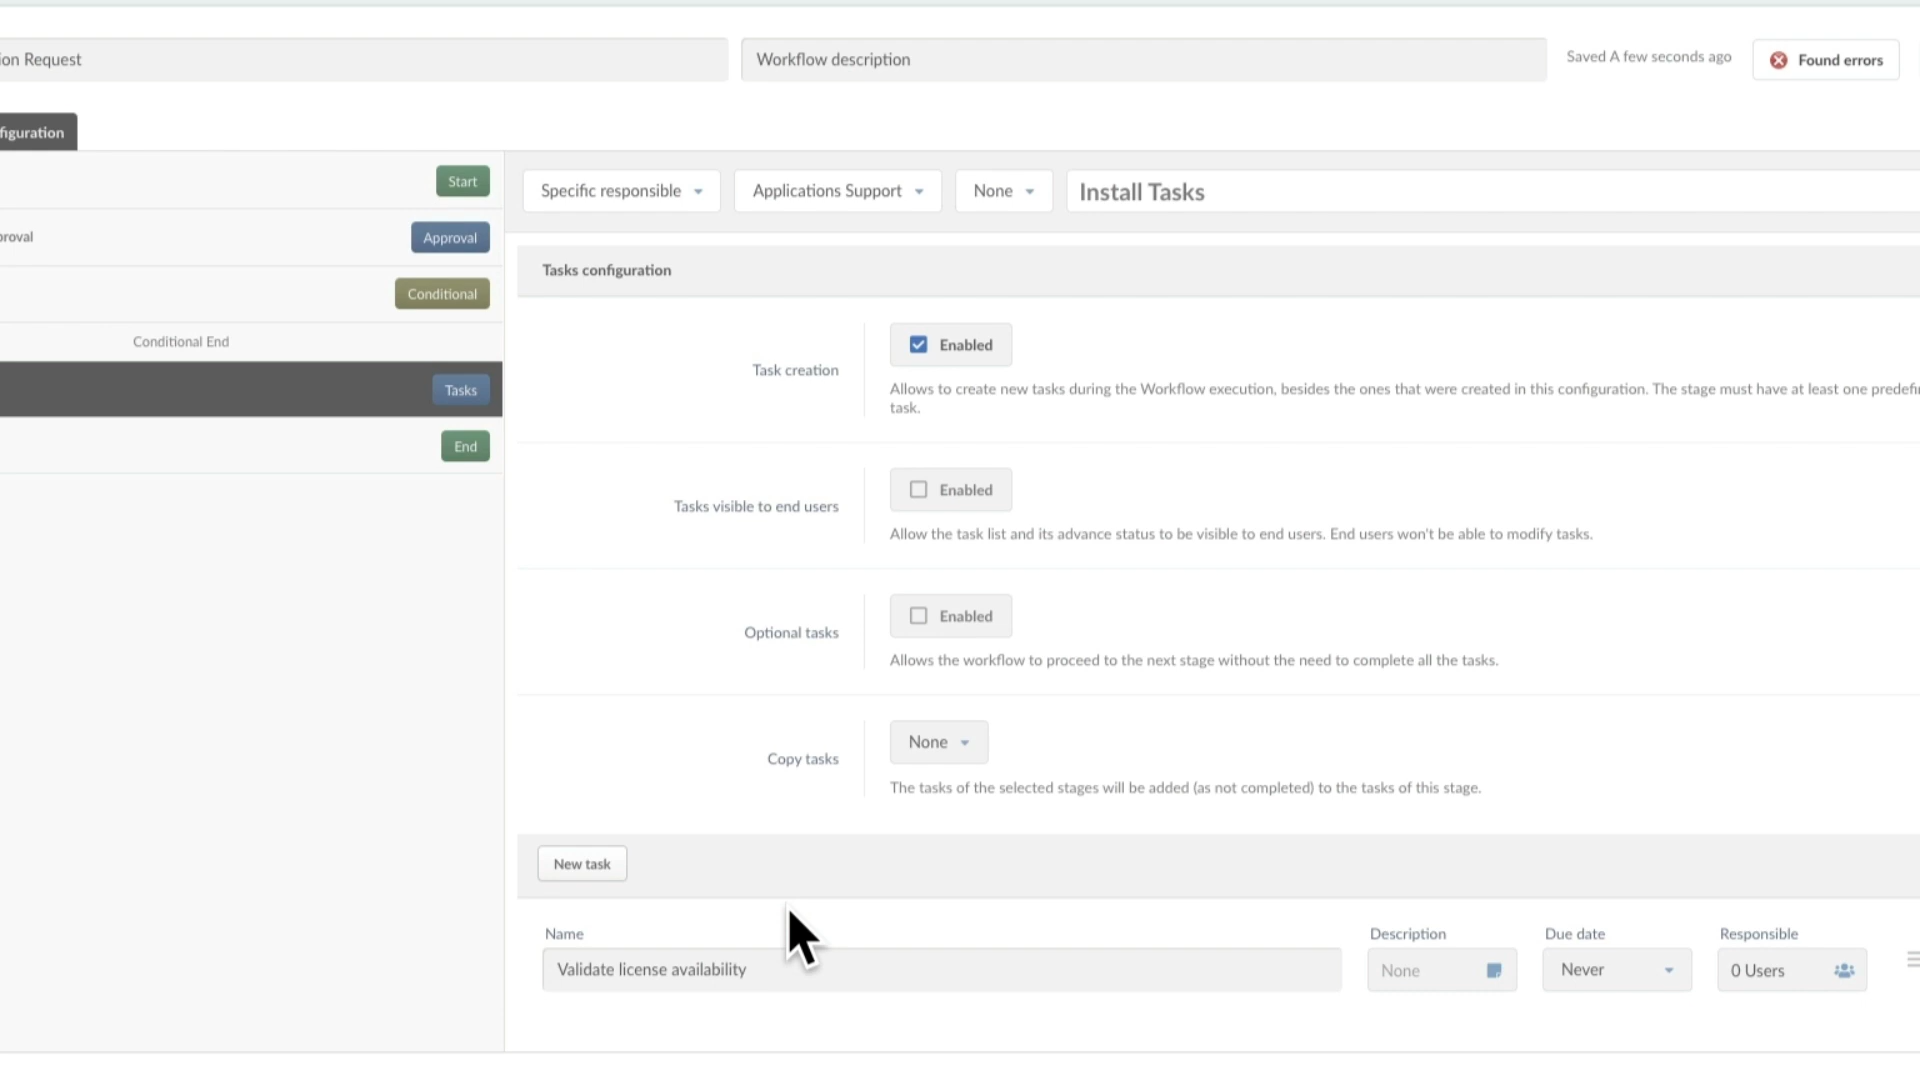 ion Request
Workflow description
Saved A few seconds ago
Found errors
figuration
Start
proval
Approval
Conditional
Conditional End
Tasks
End
Specific responsible
Applications Support
None
Install Tasks
Tasks configuration
Task creation
Enabled
Allows to create new tasks during the Workflow execution, besides the ones that were created in this configuration. The stage must have at least one predefi
task.
Tasks visible to end users
Enabled
Allow the task list and its advance status to be visible to end users. End users won't be able to modify tasks.
Optional tasks
Enabled
Allows the workflow to proceed to the next stage without the need to complete all the tasks.
Copy tasks
None
The tasks of the selected stages will be added (as not completed) to the tasks of this stage.
New task
Name
Description
Due date
Responsible
Validate license availability
None
Never
0 Users